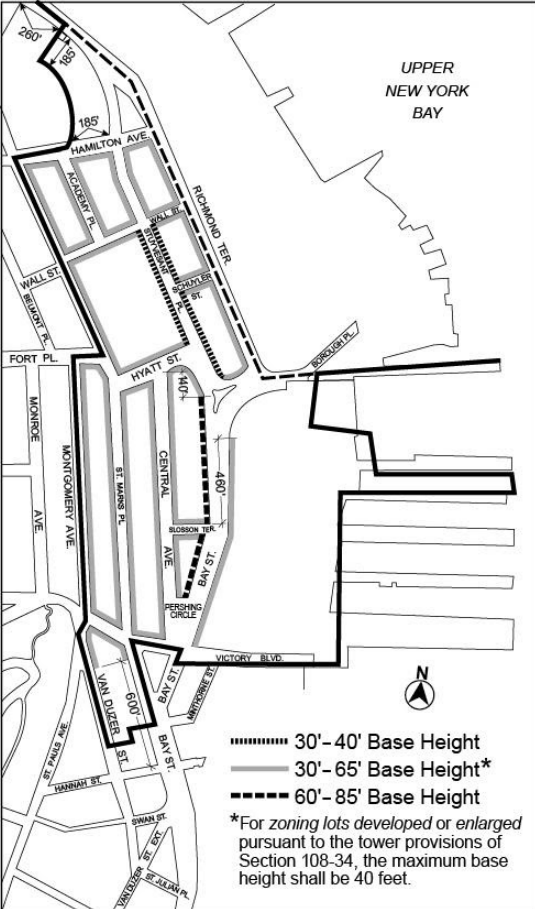 260'
185'
UPPER
NEW YORK
BAY
185'
HAMILTON AVE.
ACADEMY PL.
RICHMOND TER.
WALL ST.
STUYVESANT
PL.
WALL ST.
SCHUYLER
ST.
BELMONT PL.
BOROUGH PL.
FORT PL.
HYATT ST.
140'
MONROE
AVE.
MONTGOMERY AVE.
ST. MARKS PL.
CENTRAL
AVE.
460'
SLOSSON TER.
BAY ST.
PERSHING
CIRCLE
VICTORY BLVD.
N
VAN DUZER
ST.
600'
BAY ST.
MINTHORNE ST.
ST. PAULS AVE.
BAY ST.
HANNAH ST.
SWAN ST.
VAN DUZER ST. EXT.
ST. JULIAN PL.
30'–40' Base Height
30'–65' Base Height*
60'–85' Base Height
*For zoning lots developed or enlarged
pursuant to the tower provisions of
Section 108-34, the maximum base
height shall be 40 feet.